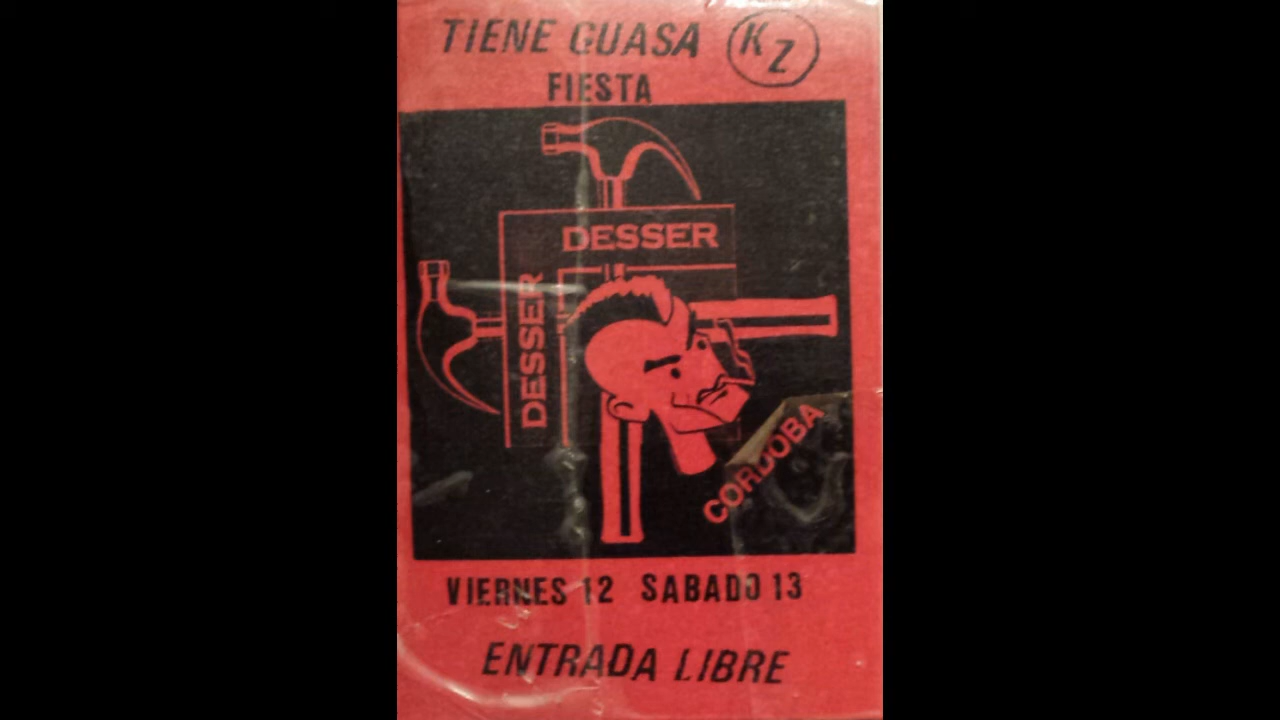 TIENE GUASA
KZ
FIESTA
DESSER
DESSER
CORDOBA
VIERNES 12 SABADO 13
ENTRADA LIBRE